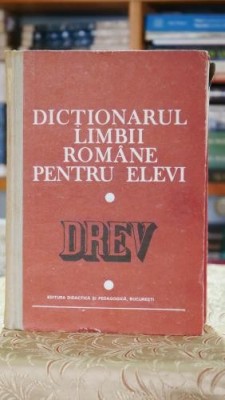 DICȚIONARUL
LIMBII
ROMÂNE
PENTRU ELEVI
DREV
EDITURA DIDACTICĂ ȘI PEDAGOGICĂ, BUCUREȘTI